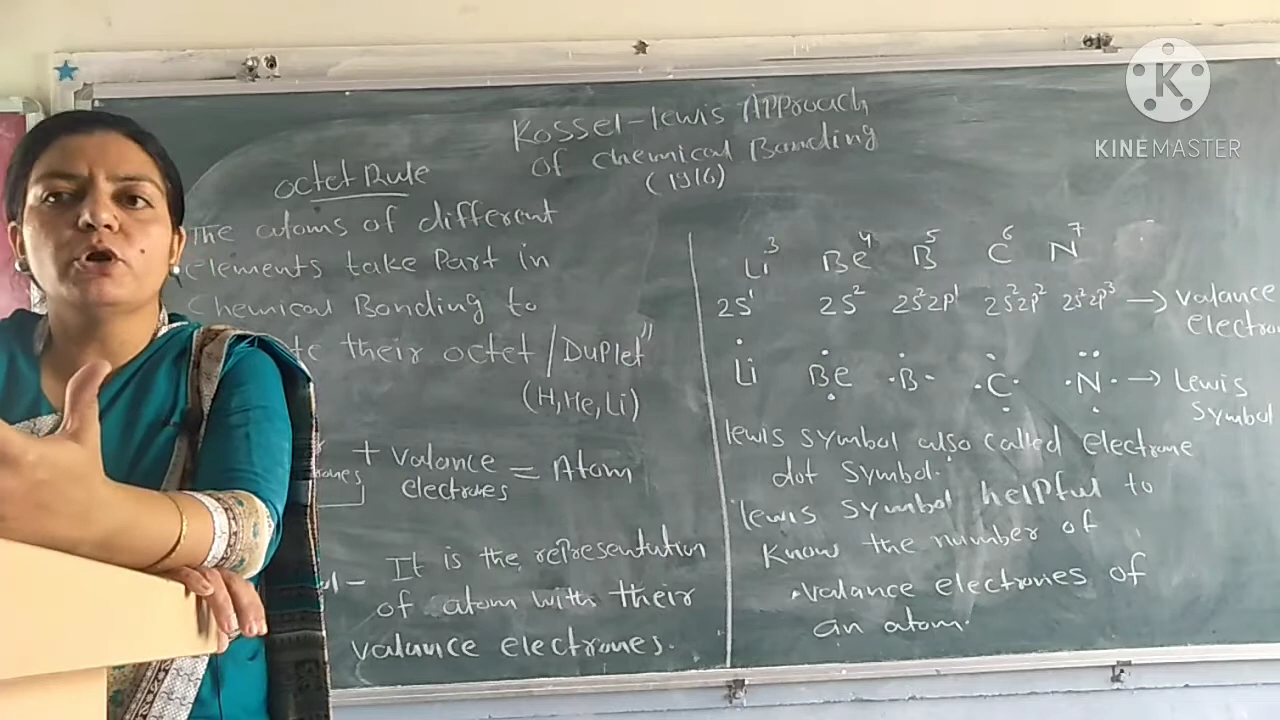 Kossel-lewis Approach
of Chemical Bonding
(1916)
Octet Rule
The atoms of different
elements take Part in
Chemical Bonding to
their octet / Duplet"
(H, He, Li)
+ valance = Atom
electrones
It is the representation
of atom with their
valance electrones.
Li³ Be⁴ B⁵ C⁶ N⁷
2S¹ 2S² 2S²2P¹ 2S²2P² 2S²2P³ → valance
electron
Li Be ·B· ·C· ·N· → Lewis
Symbol
lewis symbol also called electrone
dot symbol.
lewis symbol helpful to
Know the number of
valance electrones of
an atom.
K
KINEMASTER